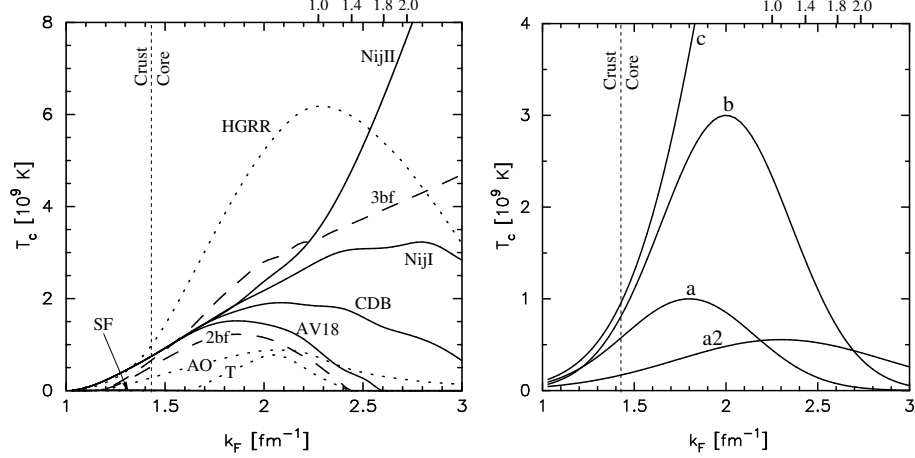 1.0 1.4 1.8 2.0
8
6
4
2
0
T_c [10^9 K]
Crust
Core
NijII
HGRR
3bf
NijI
SF
CDB
2bf
AV18
AO
T
1 1.5 2 2.5 3
k_F [fm^−1]
1.0 1.4 1.8 2.0
4
3
2
1
0
T_c [10^9 K]
Crust
Core
c
b
a
a2
1 1.5 2 2.5 3
k_F [fm^−1]